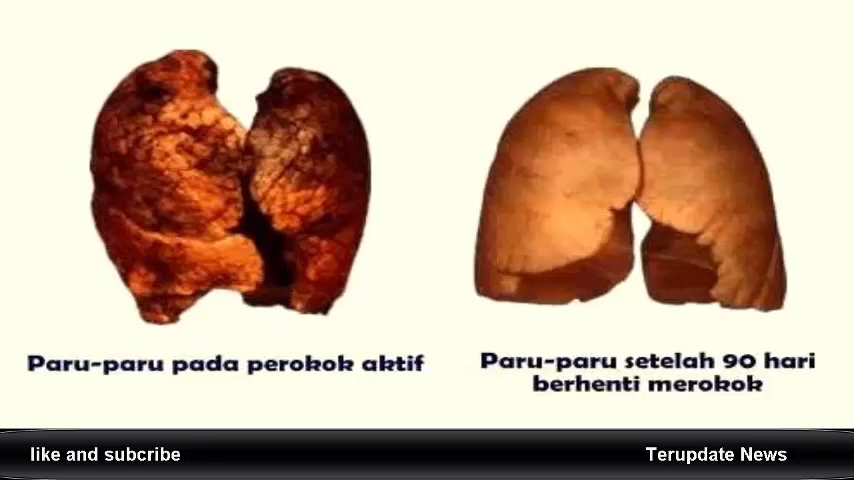 Paru-paru pada perokok aktif
Paru-paru setelah 90 hari
berhenti merokok
like and subcribe
Terupdate News